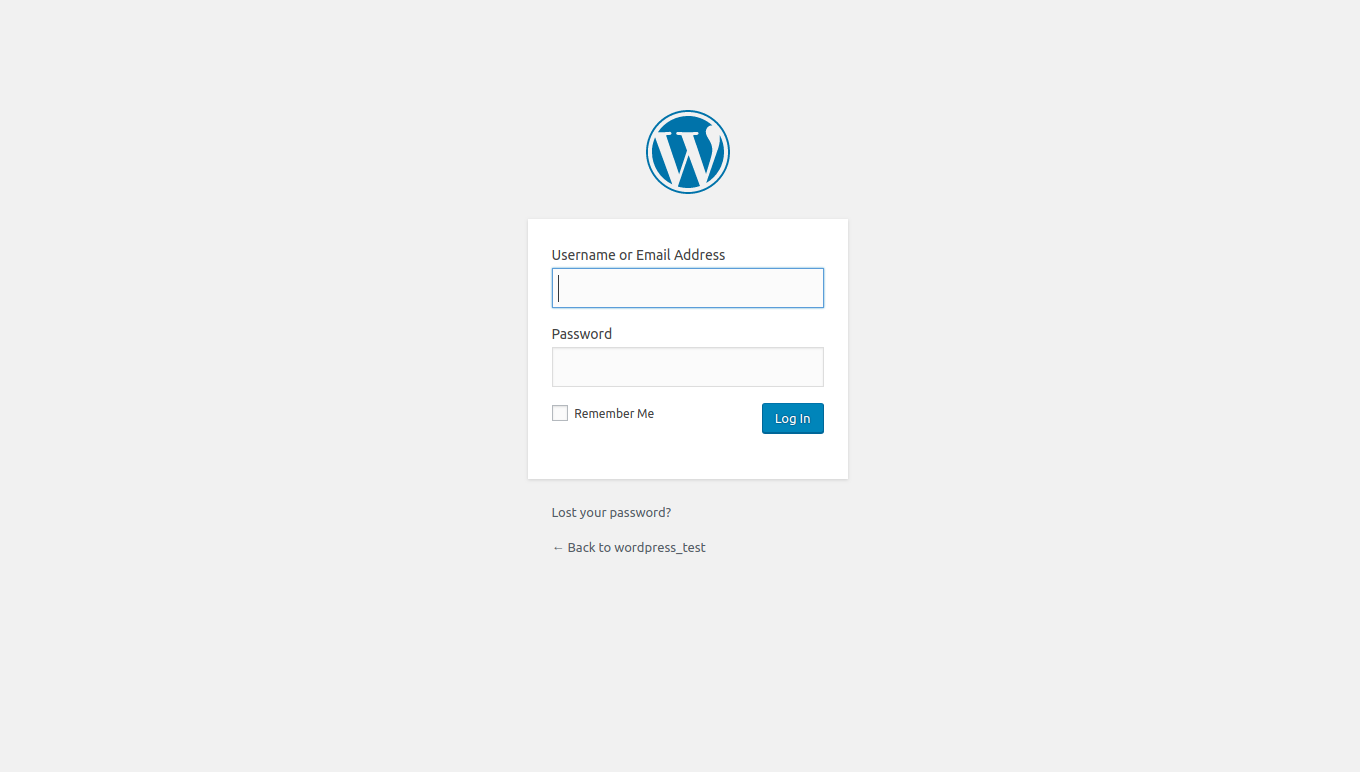 Username or Email Address
Password
Remember Me
Log In
Lost your password?
← Back to wordpress_test